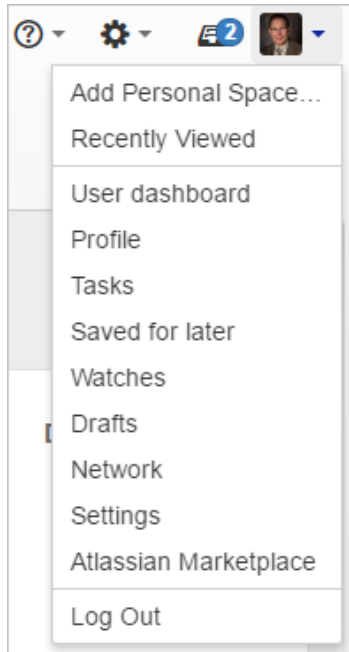 2
Add Personal Space...
Recently Viewed
User dashboard
Profile
Tasks
Saved for later
Watches
Drafts
Network
Settings
Atlassian Marketplace
Log Out